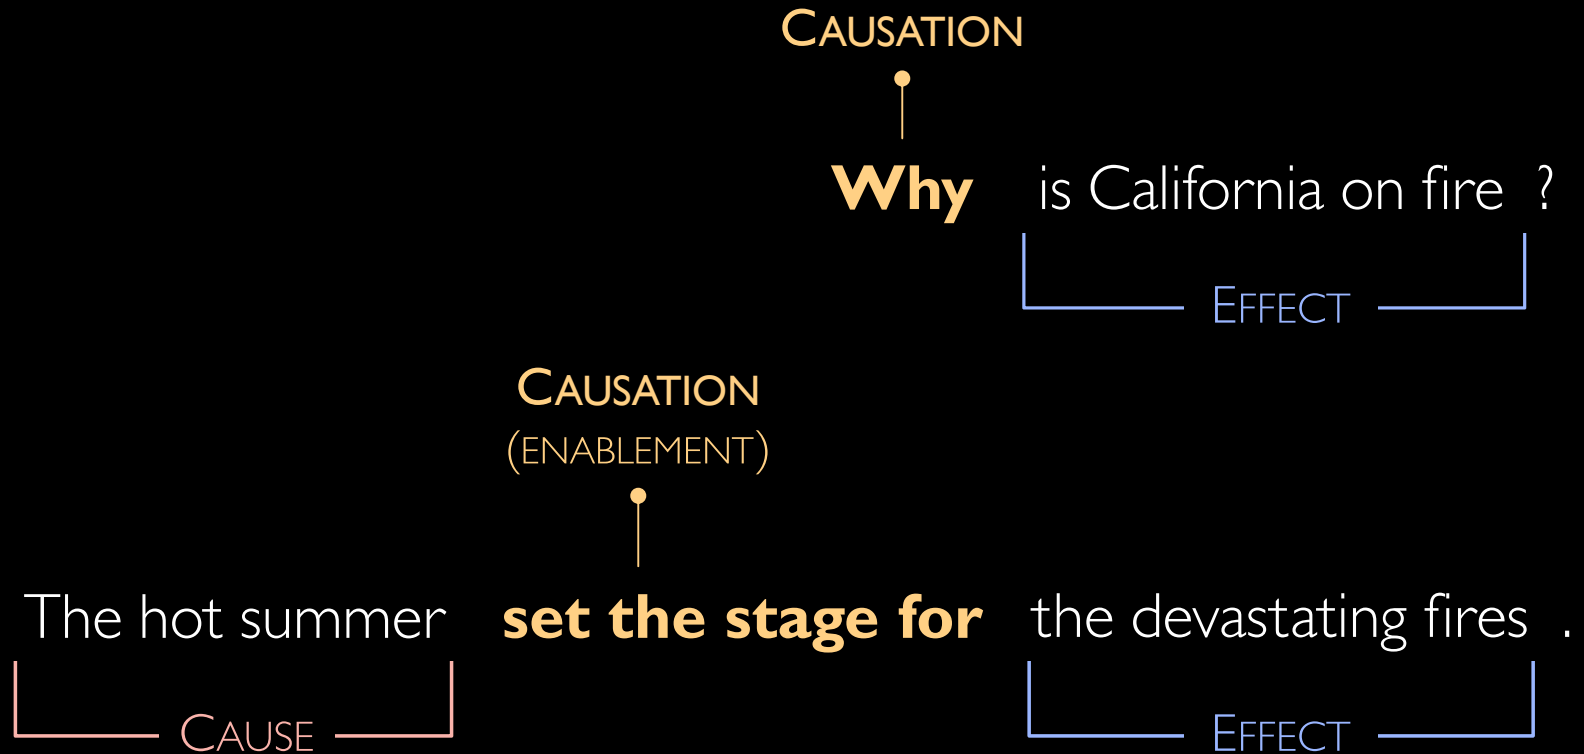 CAUSATION
Why is California on fire ?
EFFECT
CAUSATION
(ENABLEMENT)
The hot summer set the stage for the devastating fires .
CAUSE EFFECT